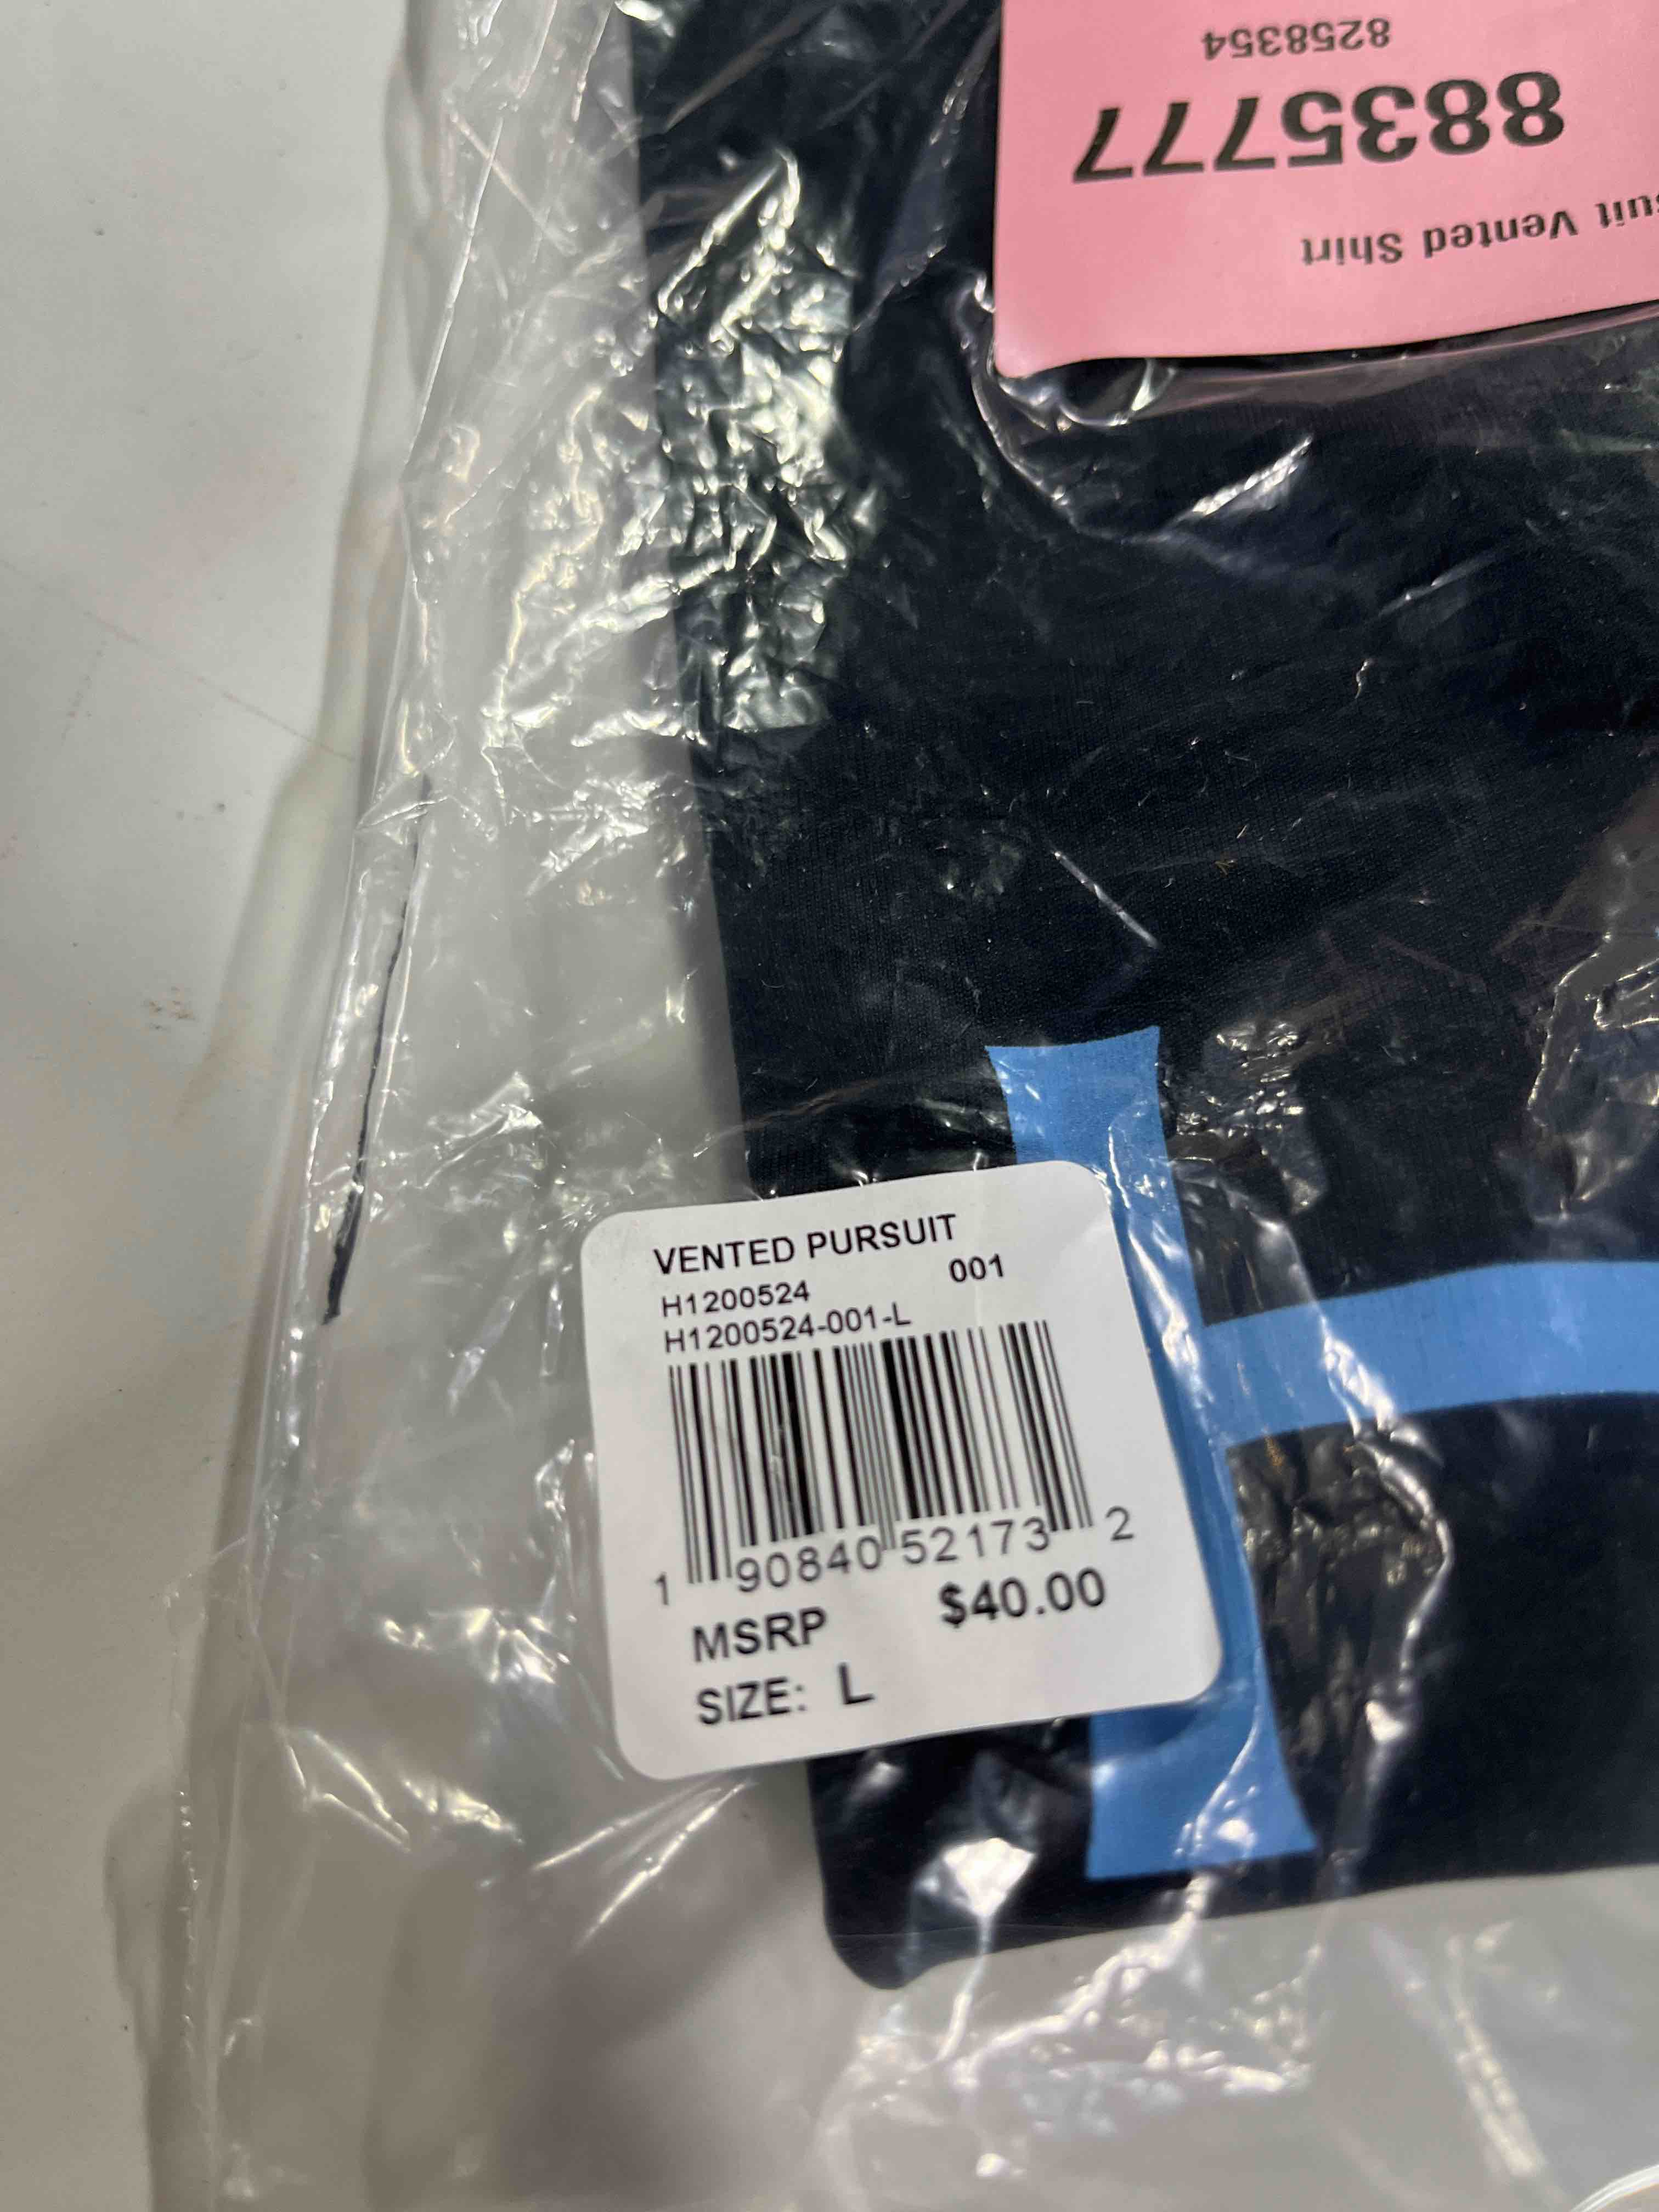 8258354
8835777
suit Vented Shirt
VENTED PURSUIT
H1200524 001
H1200524-001-L
1 90840 52173 2
MSRP $40.00
SIZE: L